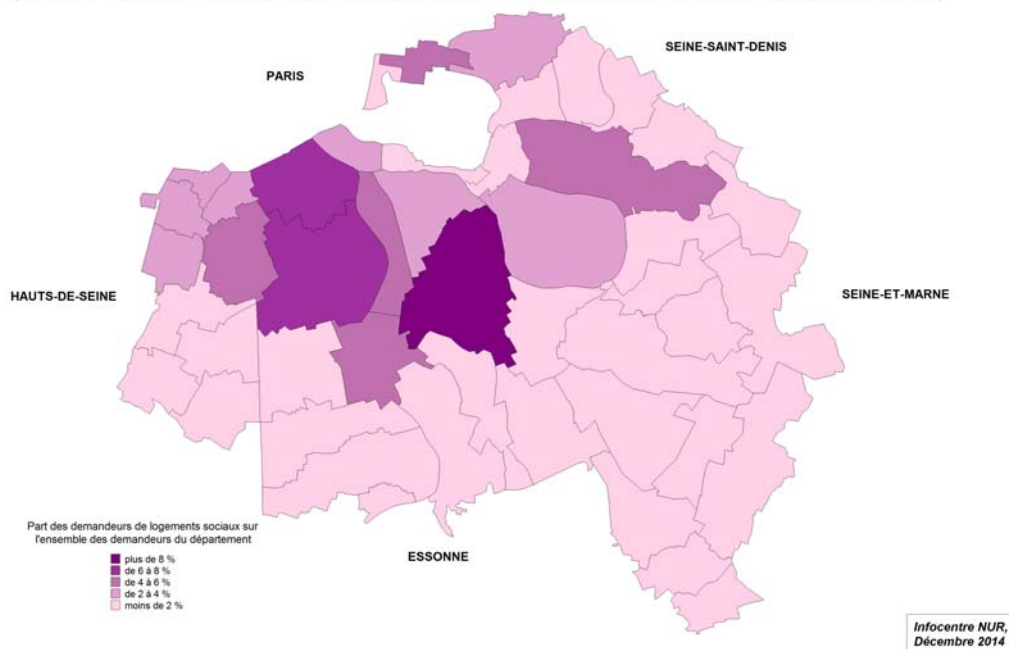 PARIS
SEINE-SAINT-DENIS
HAUTS-DE-SEINE
SEINE-ET-MARNE
ESSONNE
Part des demandeurs de logements sociaux sur
l'ensemble des demandeurs du département
plus de 8 %
de 6 à 8 %
de 4 à 6 %
de 2 à 4 %
moins de 2 %
Infocentre NUR,
Décembre 2014